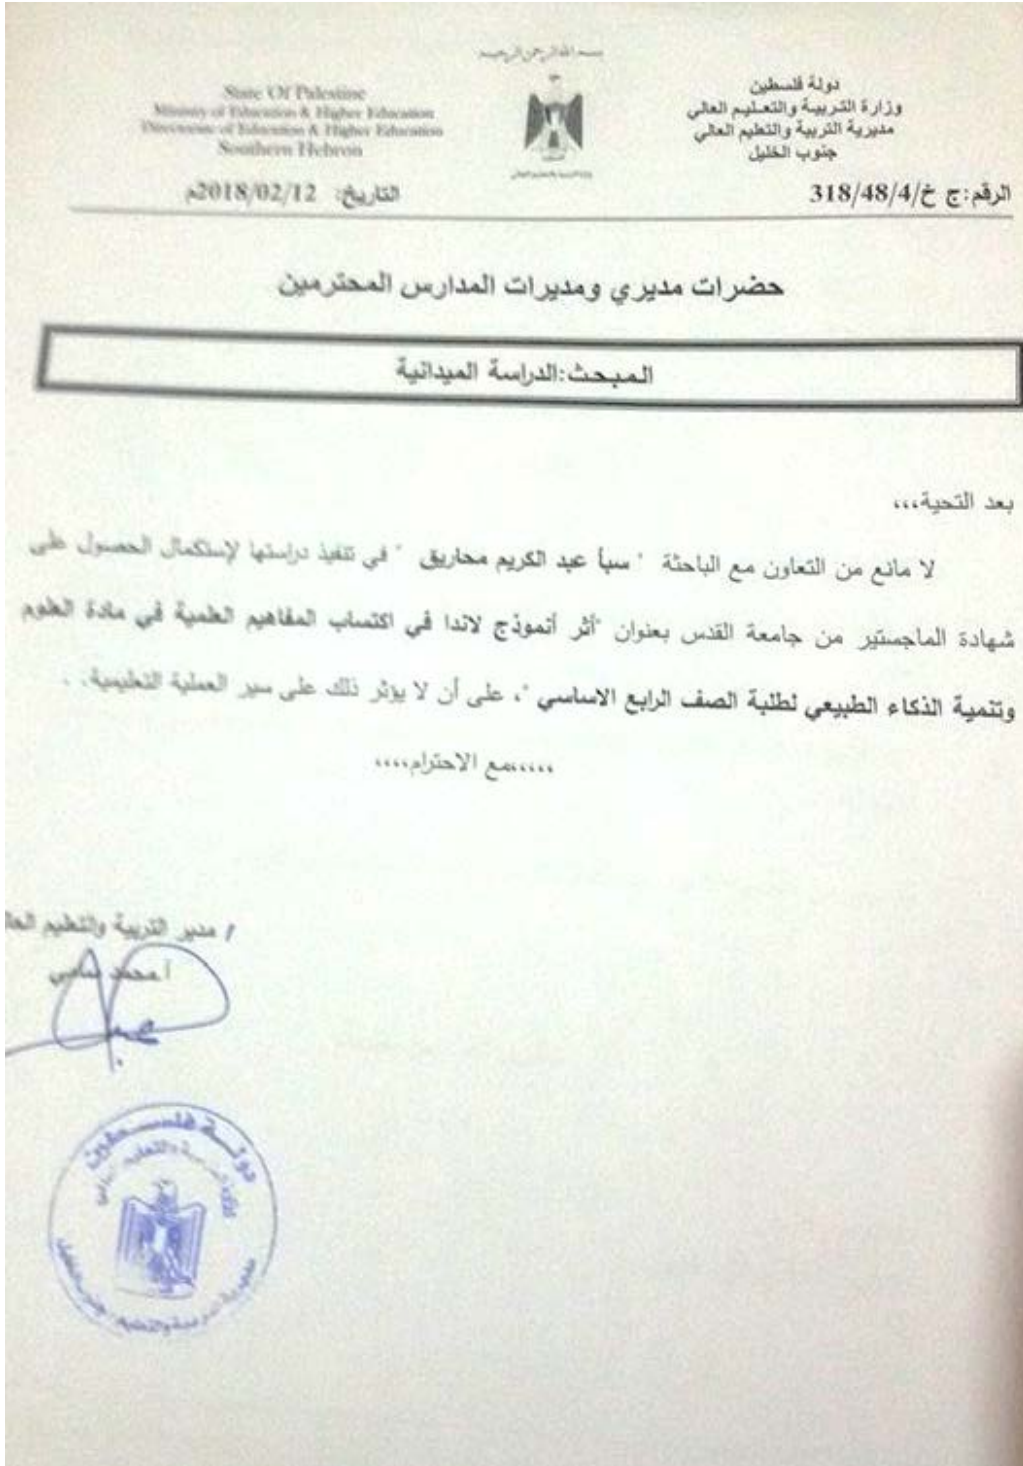 بسم الله الرحمن الرحيم
دولة فلسطين
وزارة التربية والتعليم العالي
مديرية التربية والتعليم العالي
جنوب الخليل
State Of Palestine
Ministry of Education & Higher Education
Directorate of Education & Higher Education
Southern Hebron
الرقم:ج خ/318/48/4
التاريخ: 2018/02/12م
حضرات مديري ومديرات المدارس المحترمين
المبحث:الدراسة الميدانية
بعد التحية،،،
لا مانع من التعاون مع الباحثة " سبأ عبد الكريم محاريق " في تنفيذ دراستها لإستكمال الحصول على
شهادة الماجستير من جامعة القدس بعنوان "أثر أنموذج لاندا في اكتساب المفاهيم العلمية في مادة العلوم
وتنمية الذكاء الطبيعي لطلبة الصف الرابع الاساسي "، على أن لا يؤثر ذلك على سير العملية التعليمية. .
،،،،،مع الاحترام،،،،
/ مدير التربية والتعليم العا
أ.محمد سامي
دولة فلسطين